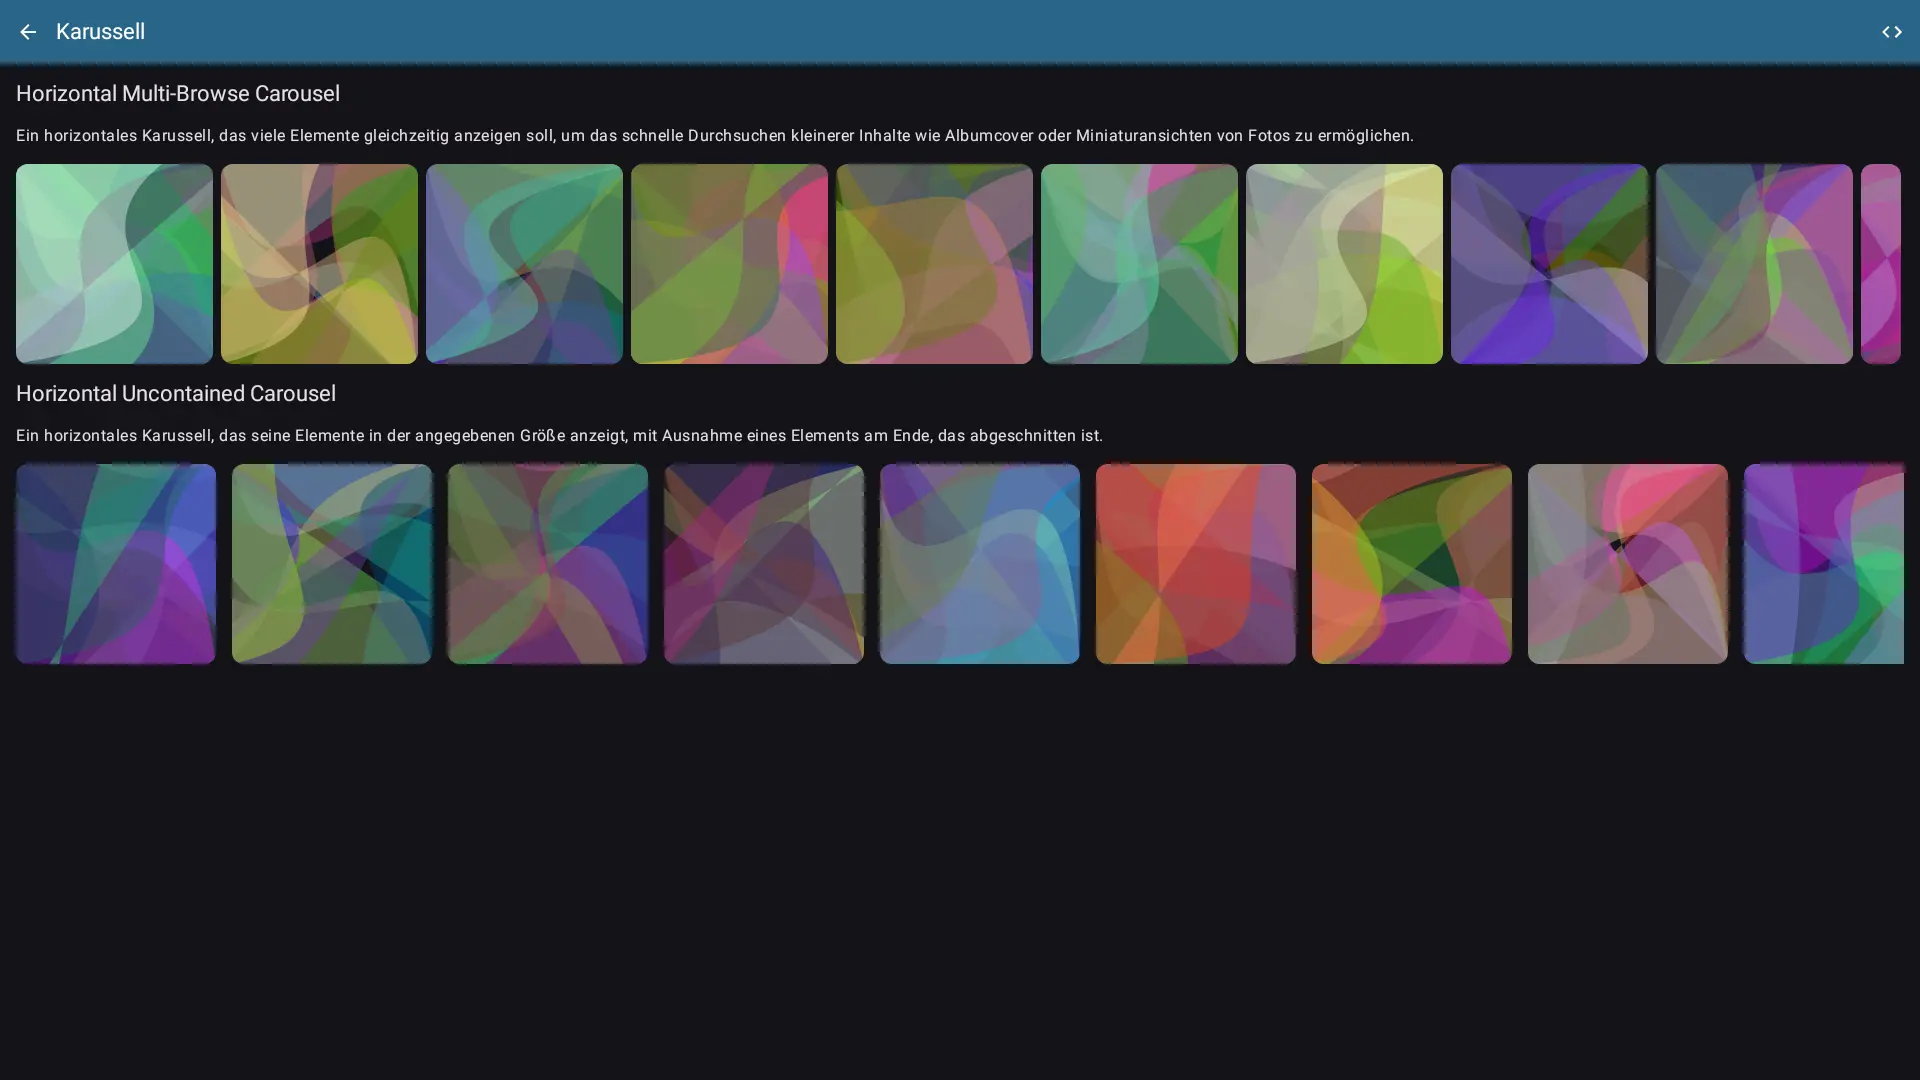 Karussell
Horizontal Multi-Browse Carousel
Ein horizontales Karussell, das viele Elemente gleichzeitig anzeigen soll, um das schnelle Durchsuchen kleinerer Inhalte wie Albumcover oder Miniaturansichten von Fotos zu ermöglichen.
Horizontal Uncontained Carousel
Ein horizontales Karussell, das seine Elemente in der angegebenen Größe anzeigt, mit Ausnahme eines Elements am Ende, das abgeschnitten ist.